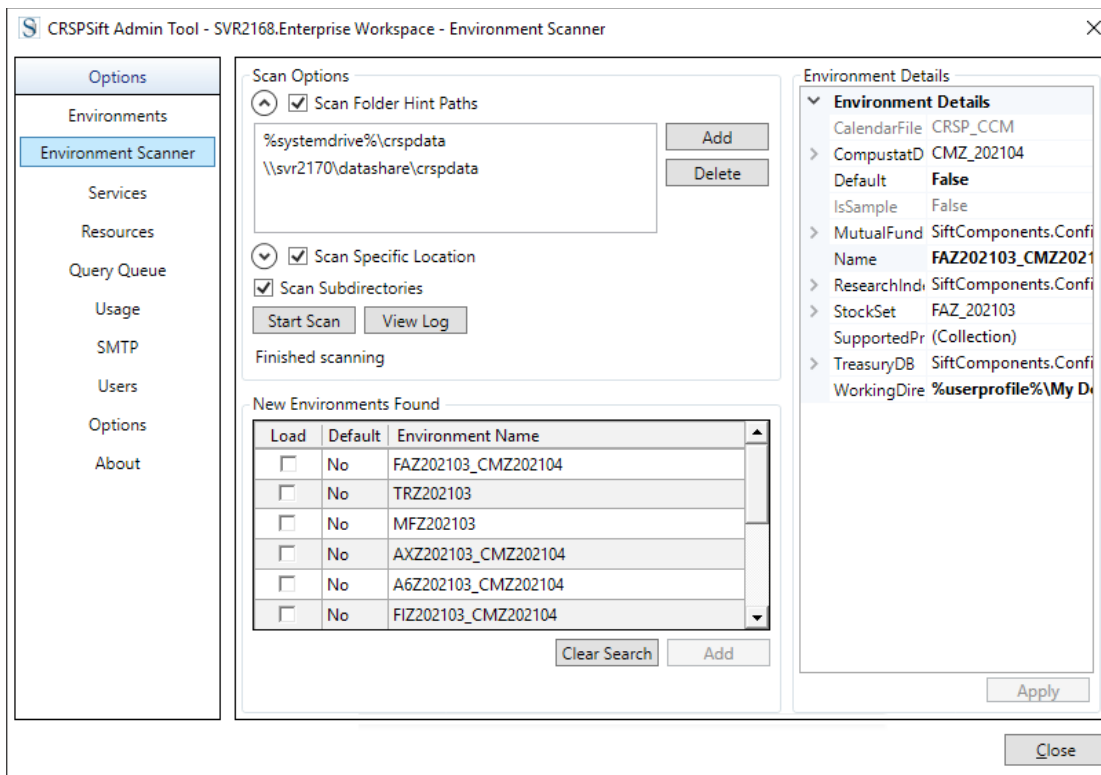 CRSPSift Admin Tool - SVR2168.Enterprise Workspace - Environment Scanner
Options
Environments
Environment Scanner
Services
Resources
Query Queue
Usage
SMTP
Users
Options
About
Scan Options
Scan Folder Hint Paths
%systemdrive%\crspdata
\\svr2170\datashare\crspdata
Add
Delete
Scan Specific Location
Scan Subdirectories
Start Scan View Log
Finished scanning
New Environments Found
Load Default Environment Name
No FAZ202103_CMZ202104
No TRZ202103
No MFZ202103
No AXZ202103_CMZ202104
No A6Z202103_CMZ202104
No FIZ202103_CMZ202104
Clear Search Add
Environment Details
Environment Details
CalendarFile CRSP_CCM
CompustatD CMZ_202104
Default False
IsSample False
MutualFund SiftComponents.Confi
Name FAZ202103_CMZ2021
ResearchInd SiftComponents.Confi
StockSet FAZ_202103
SupportedPr (Collection)
TreasuryDB SiftComponents.Confi
WorkingDire %userprofile%\My D
Apply
Close